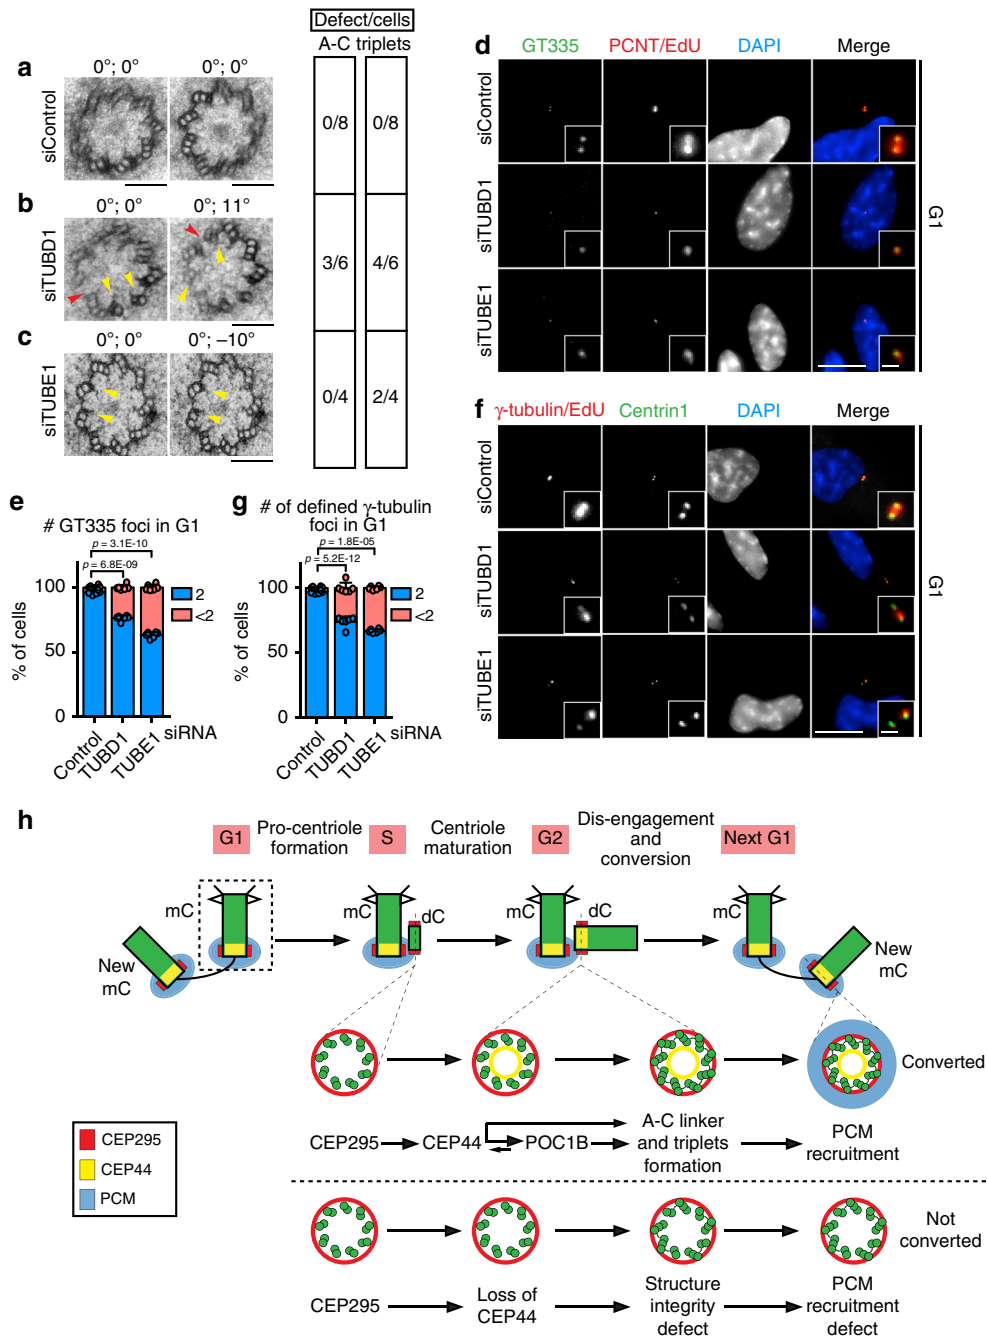 Defect/cells
A-C triplets
a
0°; 0°
0°; 0°
siControl
0/8
0/8
b
0°; 0°
0°; 11°
siTUBD1
3/6
4/6
c
0°; 0°
0°; –10°
siTUBE1
0/4
2/4
d
GT335
PCNT/EdU
DAPI
Merge
siControl
siTUBD1
siTUBE1
G1
e
# GT335 foci in G1
p = 3.1E-10
p = 6.8E-09
100
50
0
% of cells
2
<2
Control
TUBD1
TUBE1
siRNA
g
# of defined γ-tubulin
foci in G1
p = 1.8E-05
p = 5.2E-12
100
50
0
% of cells
2
<2
Control
TUBD1
TUBE1
siRNA
f
γ-tubulin/EdU
Centrin1
DAPI
Merge
siControl
siTUBD1
siTUBE1
G1
h
G1
Pro-centriole
formation
S
Centriole
maturation
G2
Dis-engagement
and
conversion
Next G1
mC
New
mC
mC
dC
mC
dC
mC
New
mC
Converted
CEP295
CEP44
POC1B
A-C linker
and triplets
formation
PCM
recruitment
CEP295
CEP44
PCM
Not
converted
CEP295
Loss of
CEP44
Structure
integrity
defect
PCM
recruitment
defect